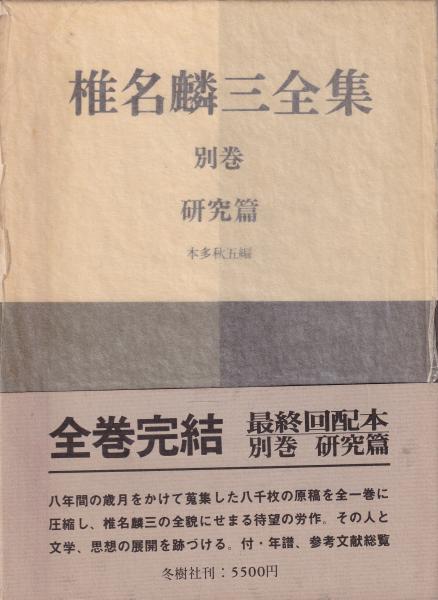 椎名麟三全集
別巻
研究篇
本多秋五編
全巻完結
最終回配本
別巻 研究篇
八年間の歳月をかけて蒐集した八千枚の原稿を全一巻に
圧縮し、椎名麟三の全貌にせまる待望の労作。その人と
文学、思想の展開を跡づける。付・年譜、参考文献総覧
冬樹社刊：5500円